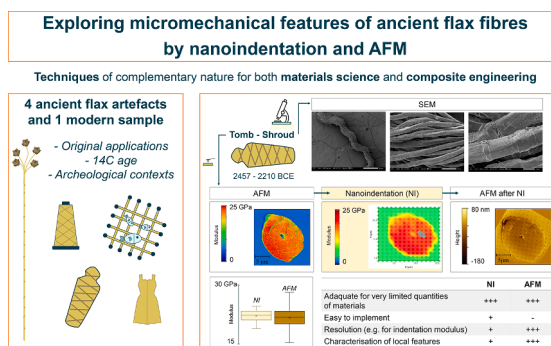 Exploring micromechanical features of ancient flax fibres
by nanoindentation and AFM
Techniques of complementary nature for both materials science and composite engineering
4 ancient flax artefacts
and 1 modern sample
- Original applications
- 14C age
- Archeological contexts
SEM
Tomb - Shroud
2457 - 2210 BCE
AFM
Nanoindentation (NI)
AFM after NI
25 GPa
Modulus
0
25 GPa
Modulus
0
80 nm
Height
-180
30 GPa
Modulus
15
NI
AFM
NI AFM
Adequate for very limited quantities
of materials +++ +++
Easy to implement + -
Resolution (e.g. for indentation modulus) + +++
Characterisation of local features + +++